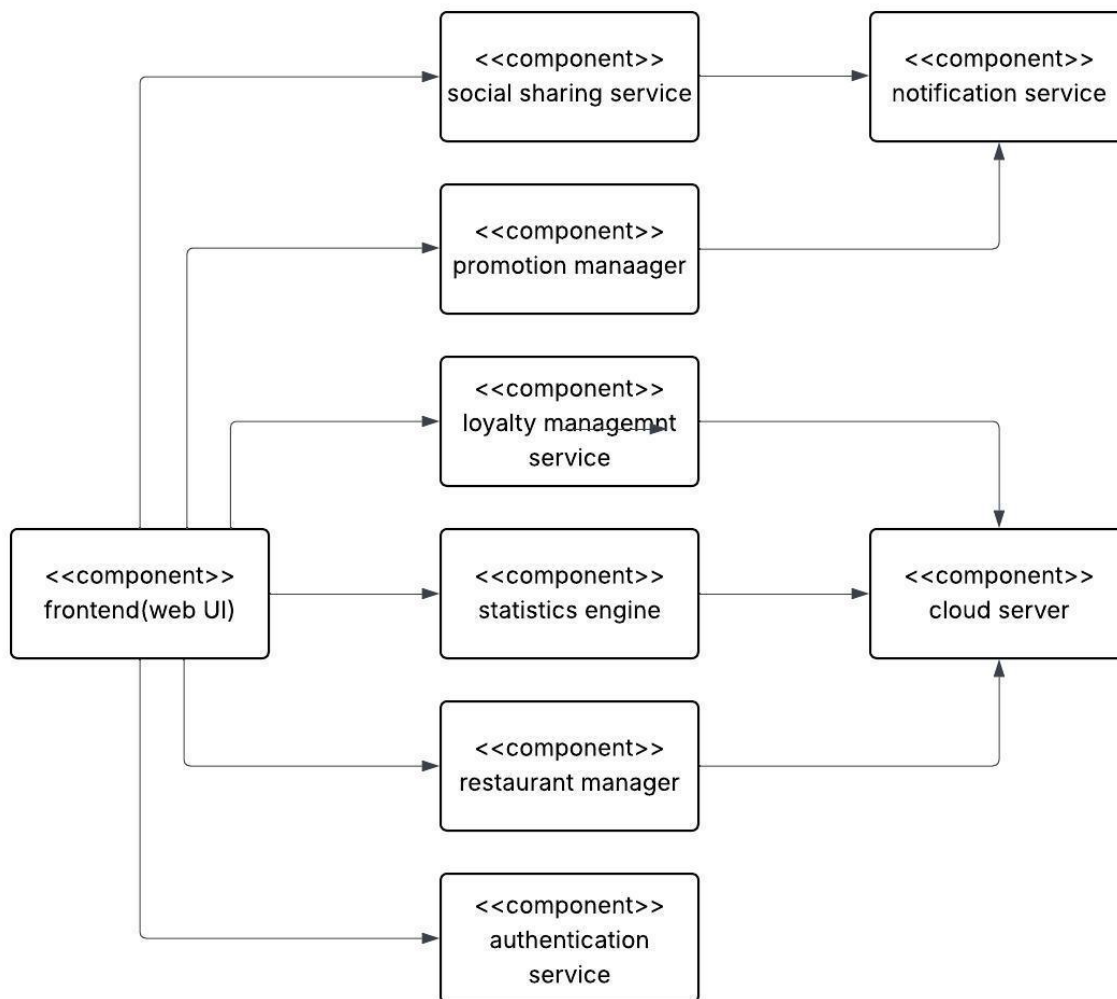 <<component>>
social sharing service
<<component>>
notification service
<<component>>
promotion manaager
<<component>>
loyalty managemnt
service
<<component>>
frontend(web UI)
<<component>>
statistics engine
<<component>>
cloud server
<<component>>
restaurant manager
<<component>>
authentication
service